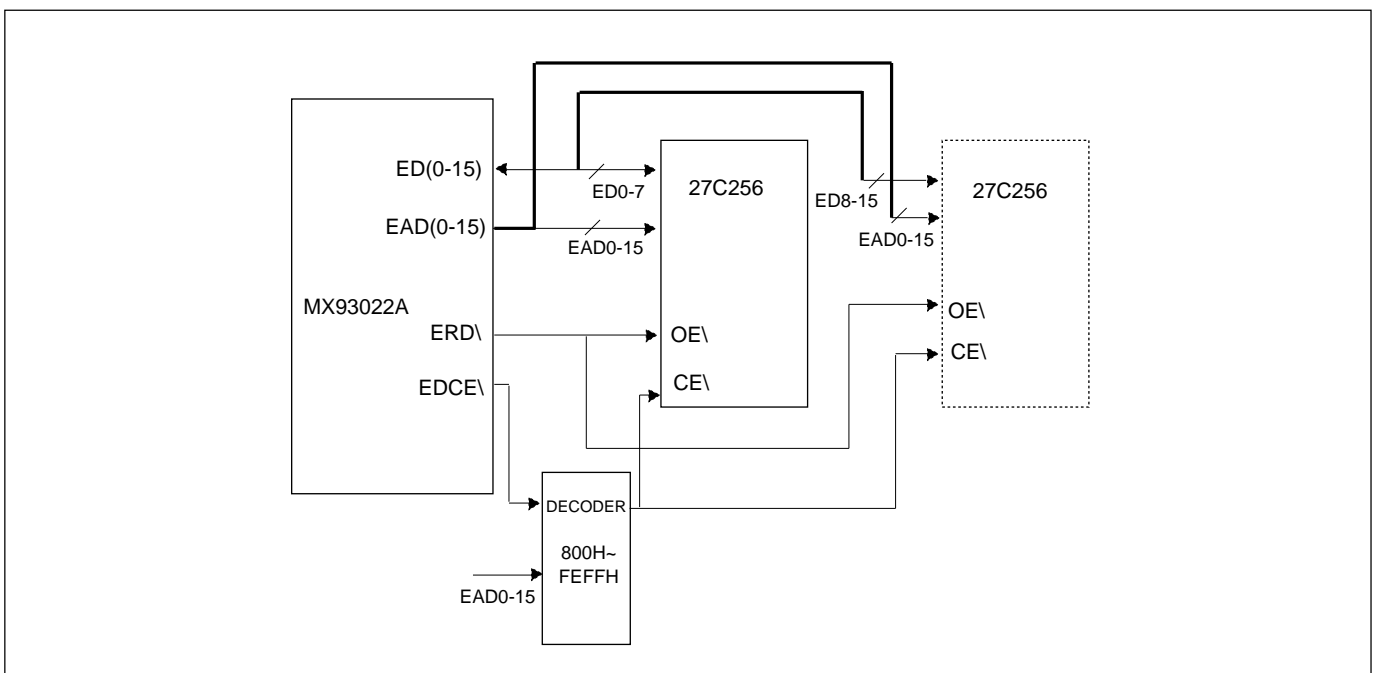 ED(0-15)
EAD(0-15)
MX93022A
ERD\
EDCE\
ED0-7
EAD0-15
27C256
OE\
CE\
ED8-15
EAD0-15
27C256
OE\
CE\
DECODER
800H~
FEFFH
EAD0-15